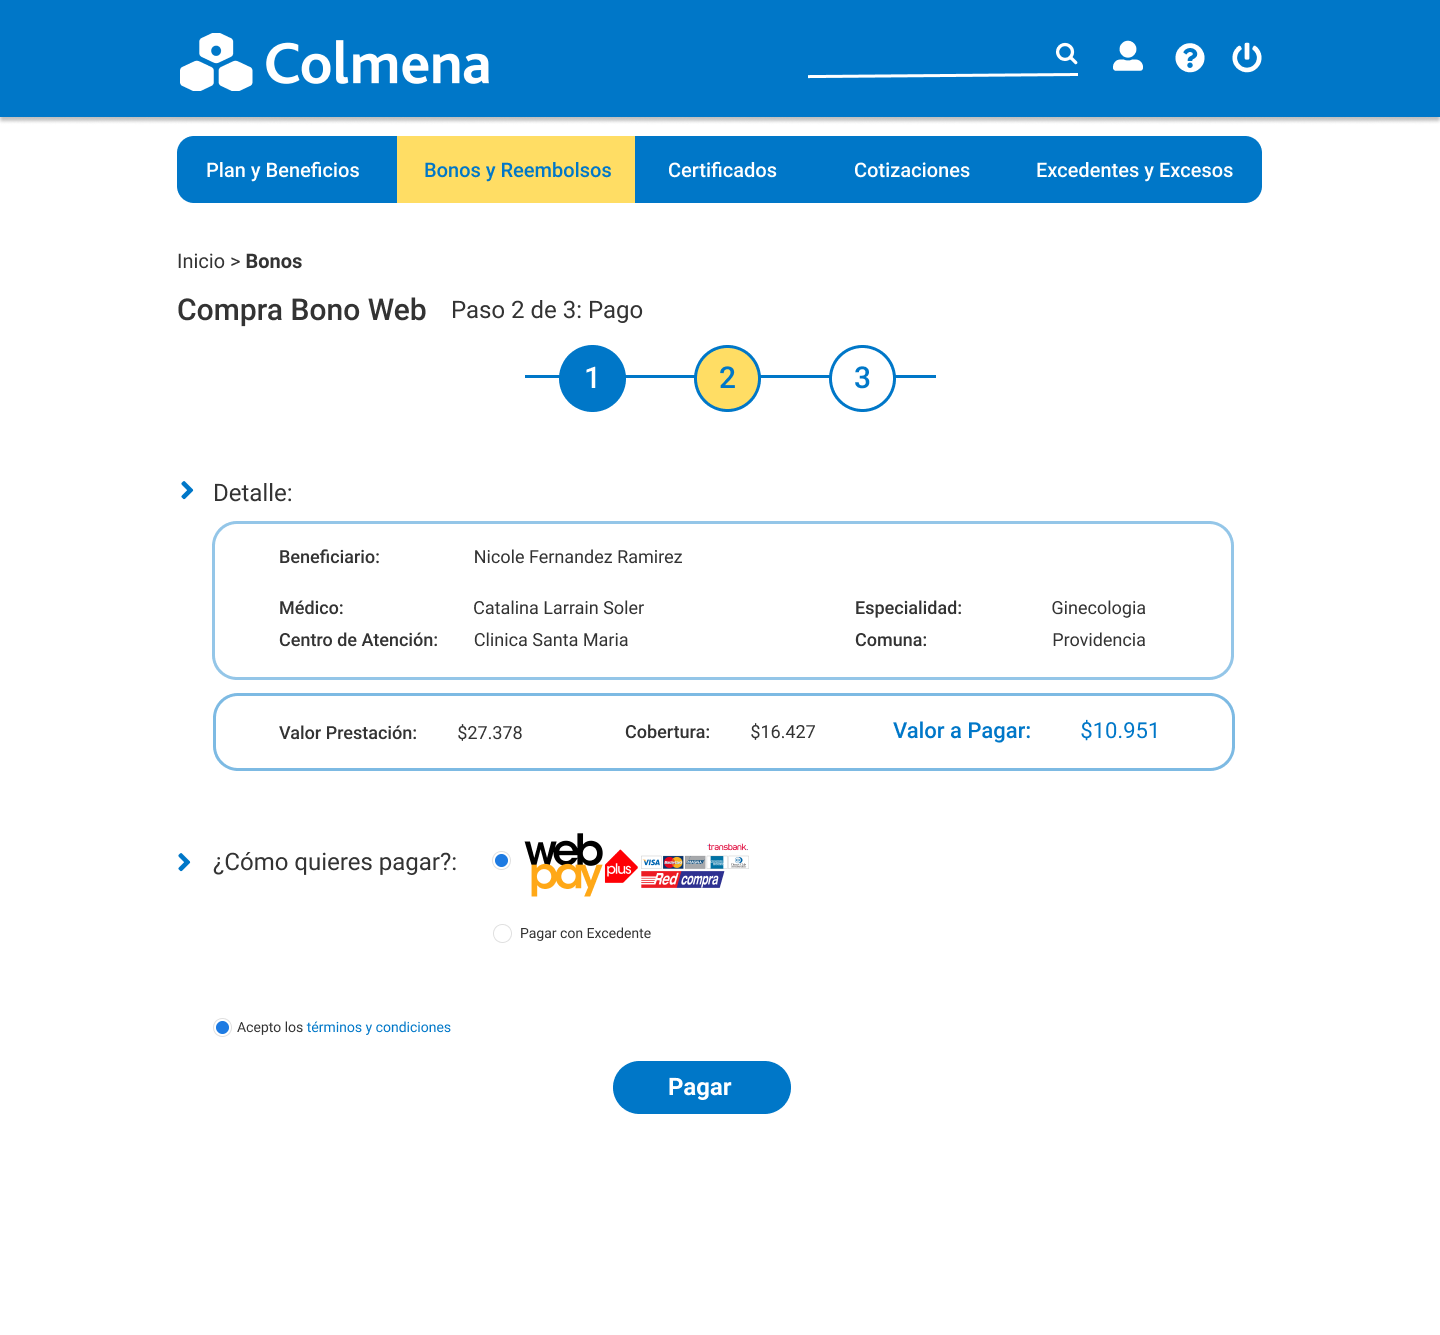 Colmena
Plan y Beneficios Bonos y Reembolsos Certificados Cotizaciones Excedentes y Excesos
Inicio > Bonos
Compra Bono Web Paso 2 de 3: Pago
1 2 3
Detalle:
Beneficiario: Nicole Fernandez Ramirez
Médico: Catalina Larrain Soler Especialidad: Ginecologia
Centro de Atención: Clinica Santa Maria Comuna: Providencia
Valor Prestación: $27.378 Cobertura: $16.427 Valor a Pagar: $10.951
¿Cómo quieres pagar?:
web pay plus
transbank.
VISA
Redcompra
Pagar con Excedente
Acepto los términos y condiciones
Pagar